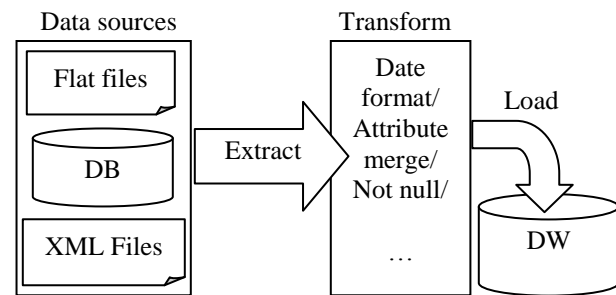 Data sources
Flat files
DB
XML Files
Extract
Transform
Date
format/
Attribute
merge/
Not null/
…
Load
DW